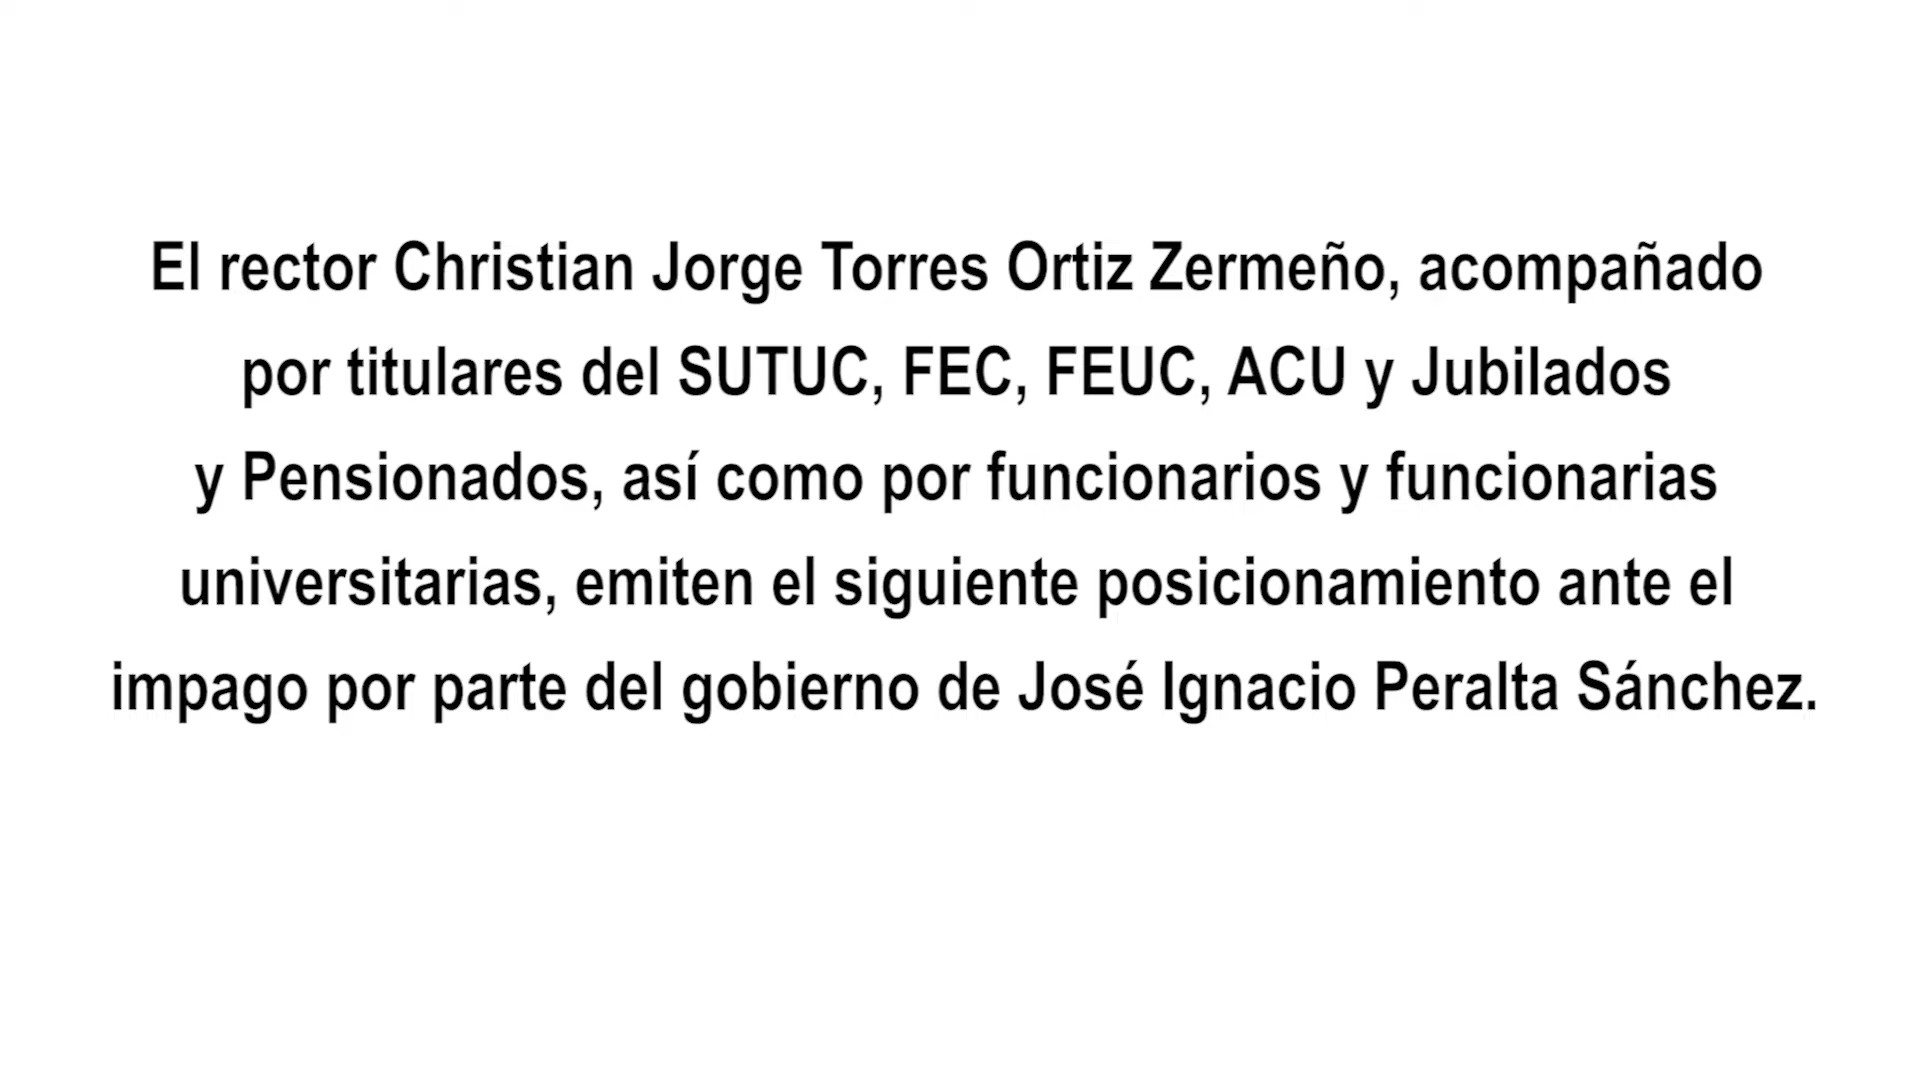 El rector Christian Jorge Torres Ortiz Zermeño, acompañado
por titulares del SUTUC, FEC, FEUC, ACU y Jubilados
y Pensionados, así como por funcionarios y funcionarias
universitarias, emiten el siguiente posicionamiento ante el
impago por parte del gobierno de José Ignacio Peralta Sánchez.